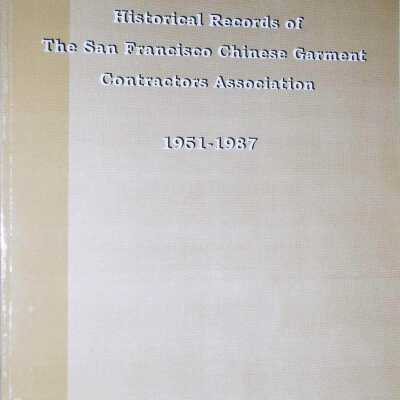 Historical Records of
The San Francisco Chinese Garment
Contractors Association
1951-1987